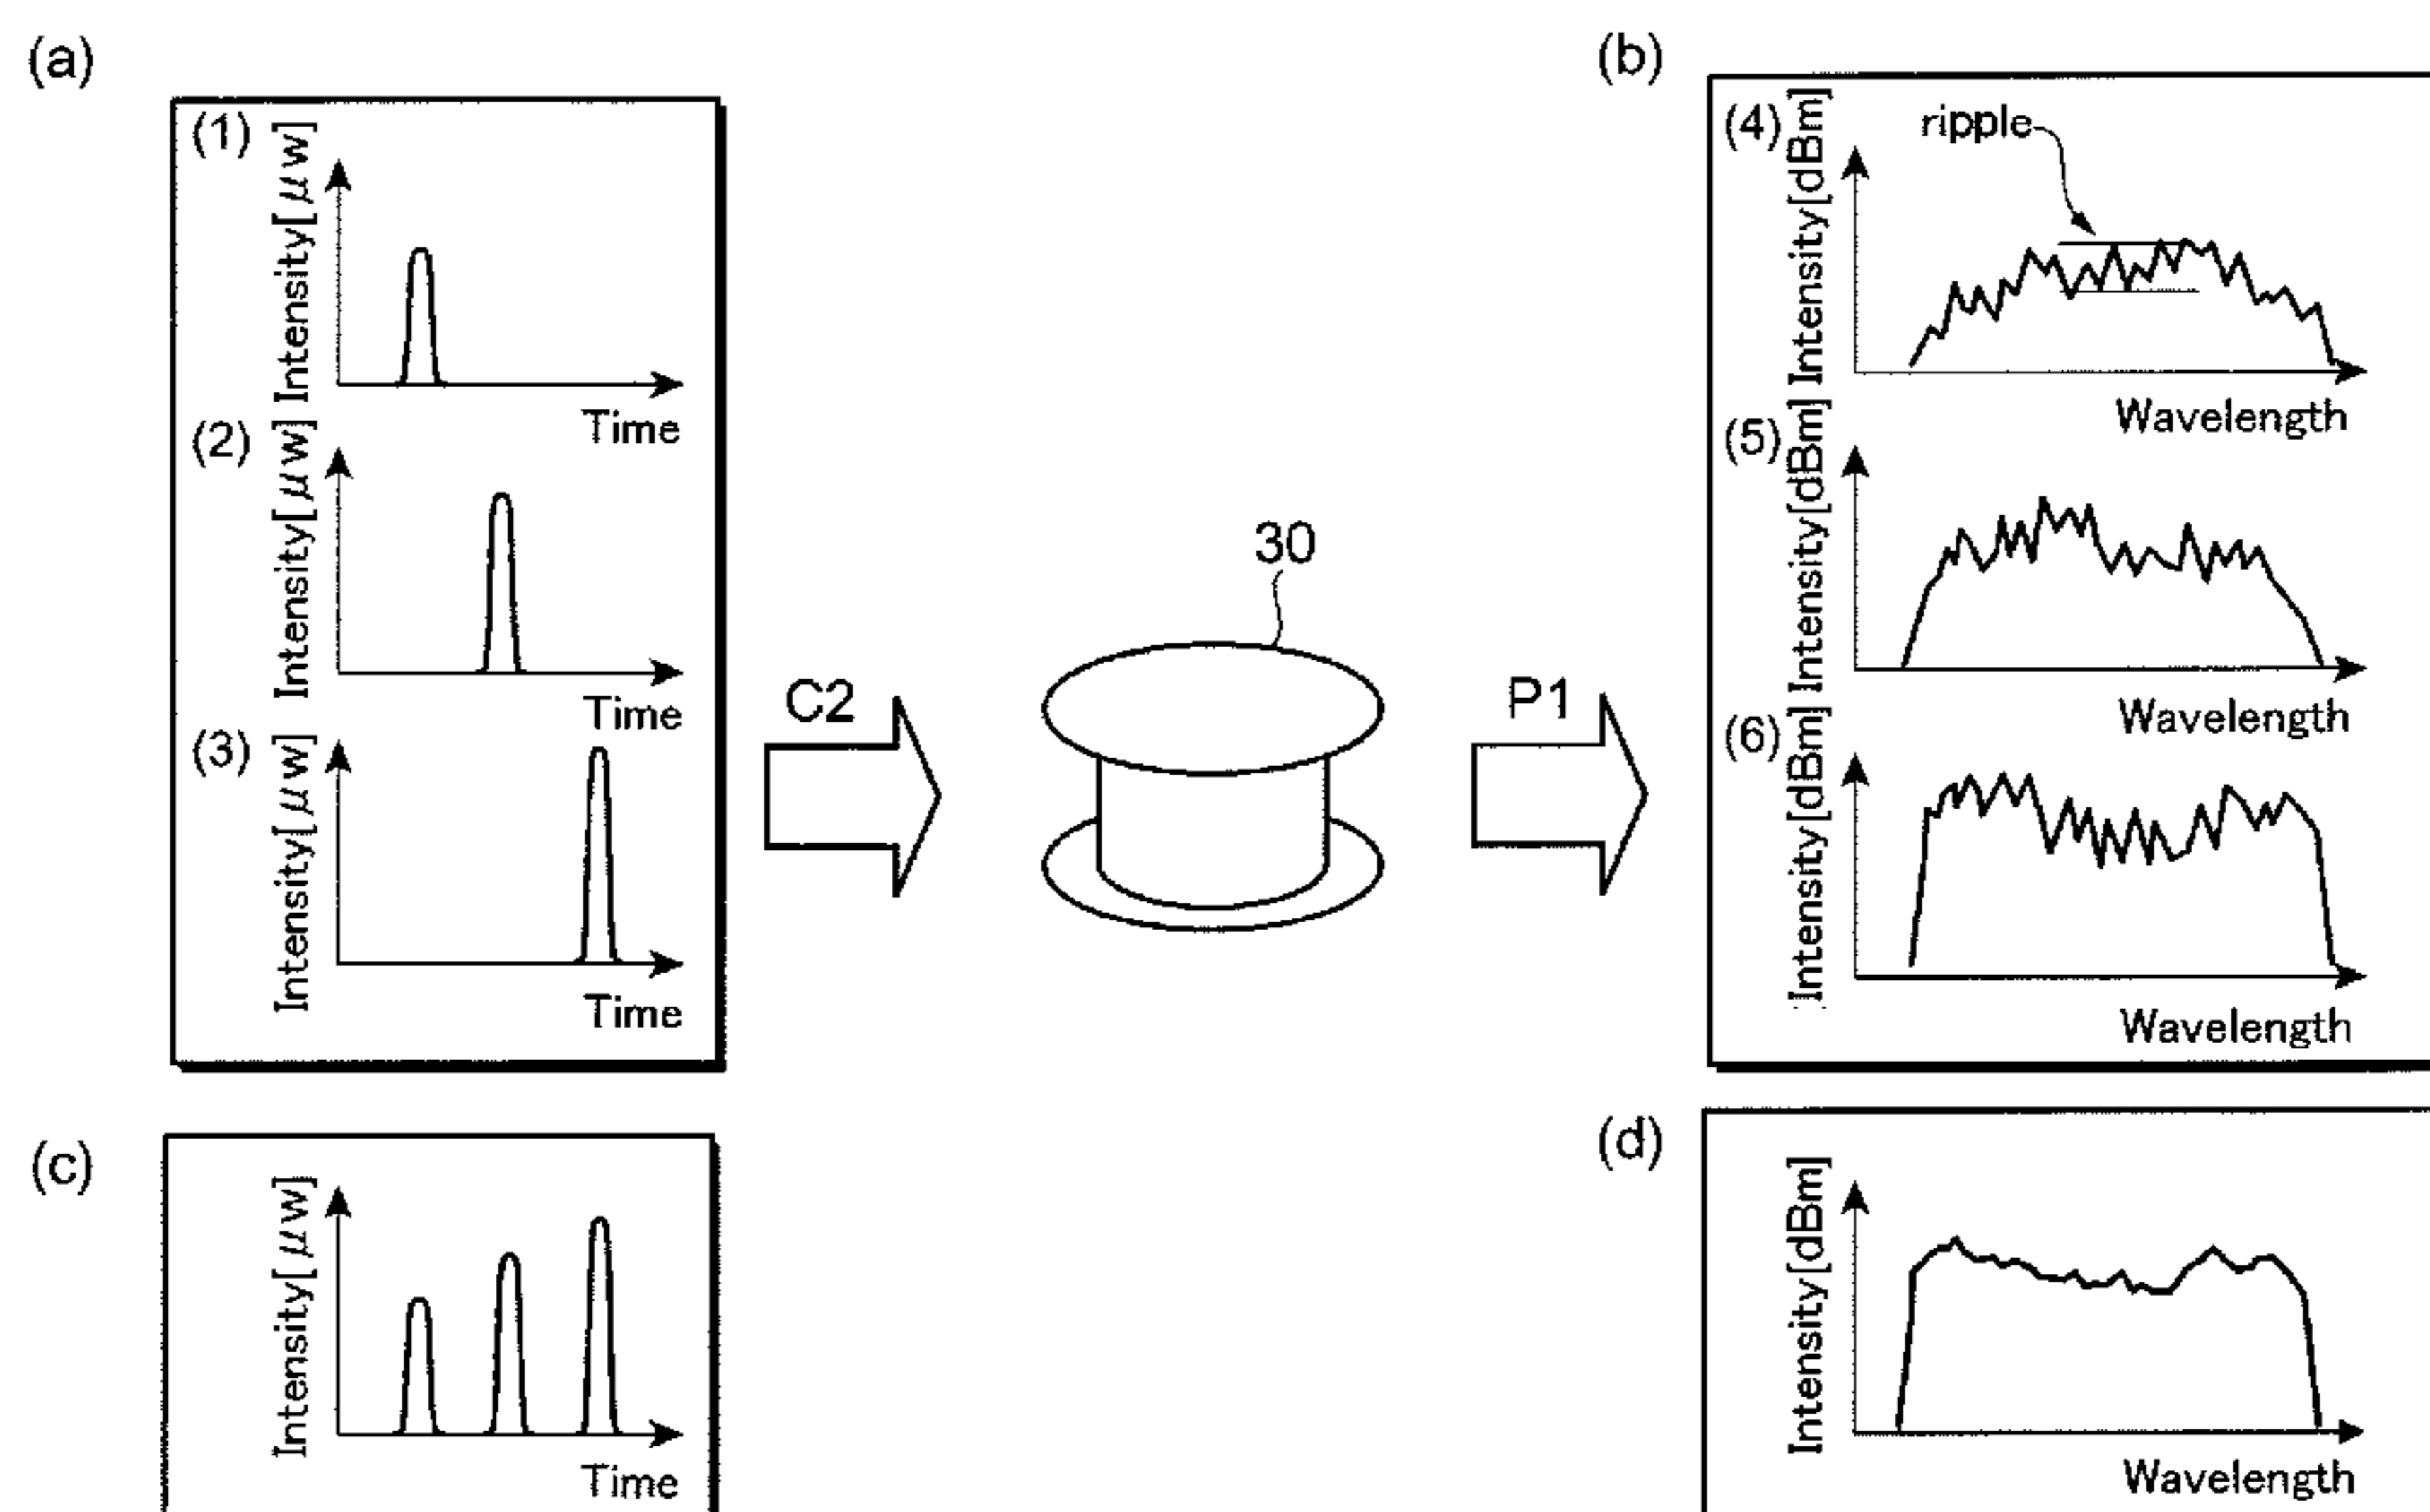 (a)
(1)
Intensity[μw]
Time
(2)
Intensity[μw]
Time
(3)
Intensity[μw]
Time
C2
30
P1
(b)
(4)
Intensity[dBm]
ripple
Wavelength
(5)
Intensity[dBm]
Wavelength
(6)
Intensity[dBm]
Wavelength
(c)
Intensity[μw]
Time
(d)
Intensity[dBm]
Wavelength